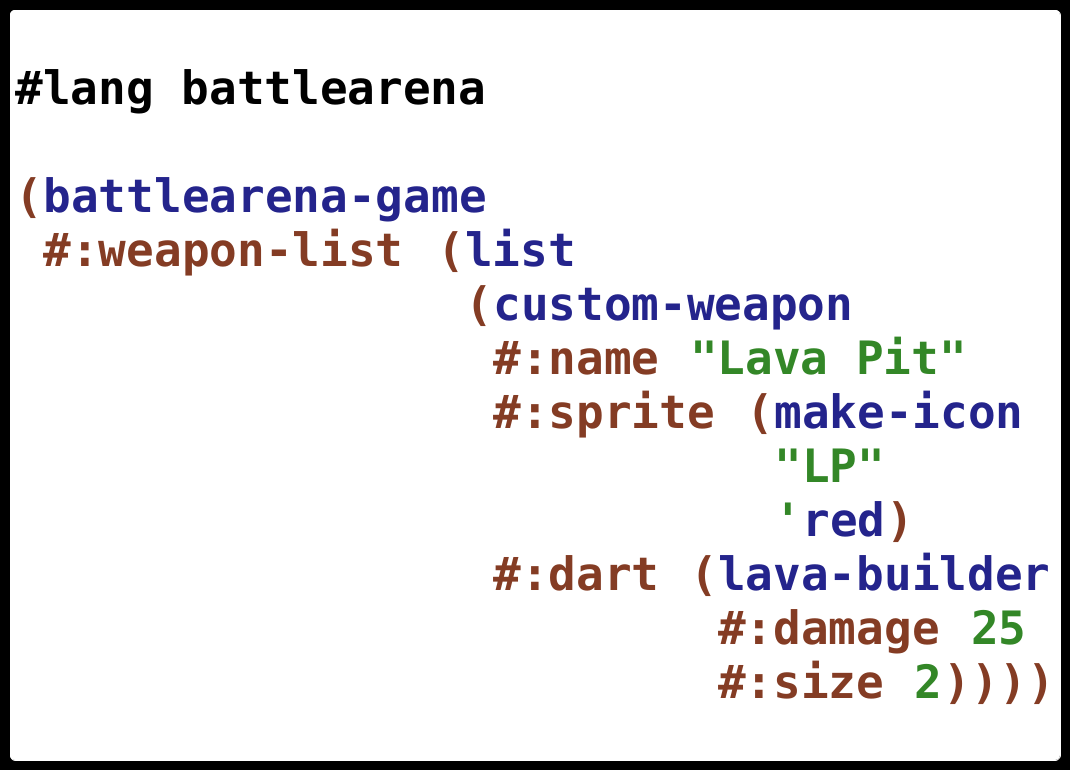 #lang battlearena
(battlearena-game
#:weapon-list (list
(custom-weapon
#:name "Lava Pit"
#:sprite (make-icon
"LP"
'red)
#:dart (lava-builder
#:damage 25
#:size 2))))